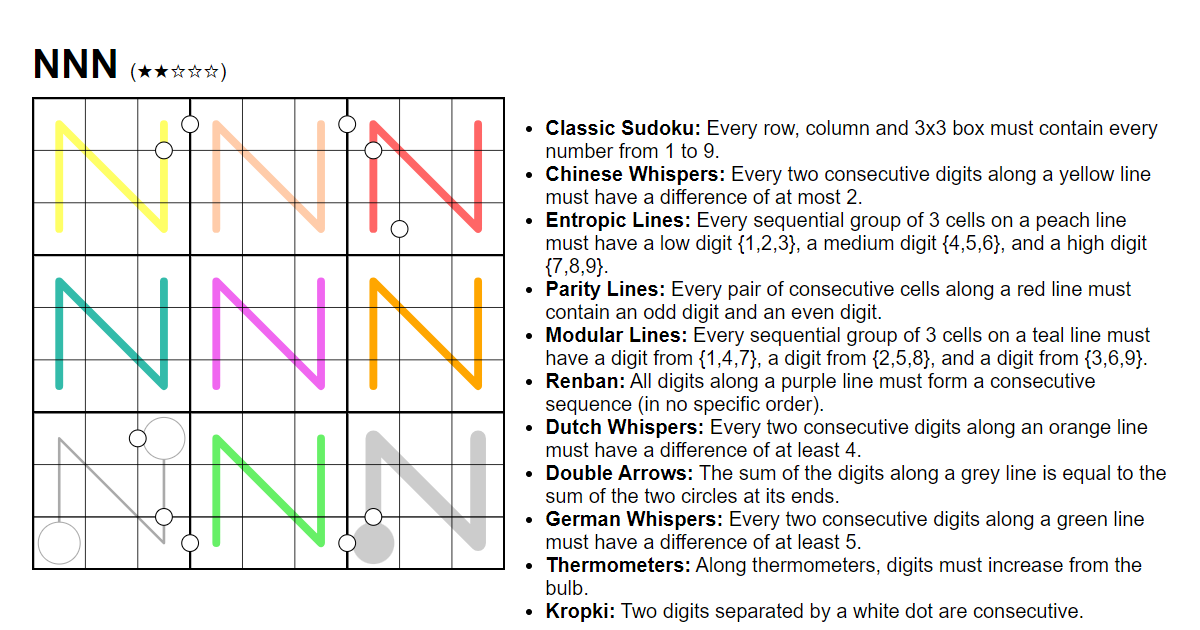 NNN (★★☆☆☆)
• Classic Sudoku: Every row, column and 3x3 box must contain every
number from 1 to 9.
• Chinese Whispers: Every two consecutive digits along a yellow line
must have a difference of at most 2.
• Entropic Lines: Every sequential group of 3 cells on a peach line
must have a low digit {1,2,3}, a medium digit {4,5,6}, and a high digit
{7,8,9}.
• Parity Lines: Every pair of consecutive cells along a red line must
contain an odd digit and an even digit.
• Modular Lines: Every sequential group of 3 cells on a teal line must
have a digit from {1,4,7}, a digit from {2,5,8}, and a digit from {3,6,9}.
• Renban: All digits along a purple line must form a consecutive
sequence (in no specific order).
• Dutch Whispers: Every two consecutive digits along an orange line
must have a difference of at least 4.
• Double Arrows: The sum of the digits along a grey line is equal to the
sum of the two circles at its ends.
• German Whispers: Every two consecutive digits along a green line
must have a difference of at least 5.
• Thermometers: Along thermometers, digits must increase from the
bulb.
• Kropki: Two digits separated by a white dot are consecutive.